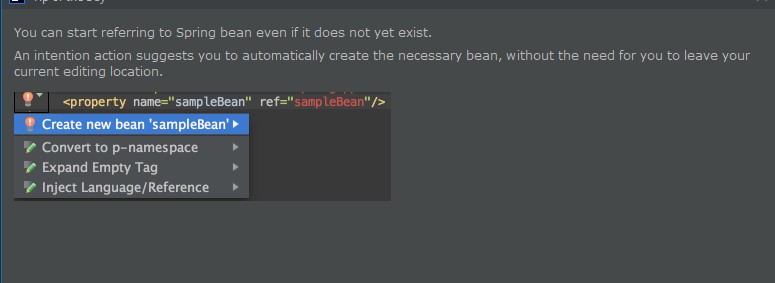 You can start referring to Spring bean even if it does not yet exist.
An intention action suggests you to automatically create the necessary bean, without the need for you to leave your
current editing location.
<property name="sampleBean" ref="sampleBean"/>
Create new bean 'sampleBean'
Convert to p-namespace
Expand Empty Tag
Inject Language/Reference